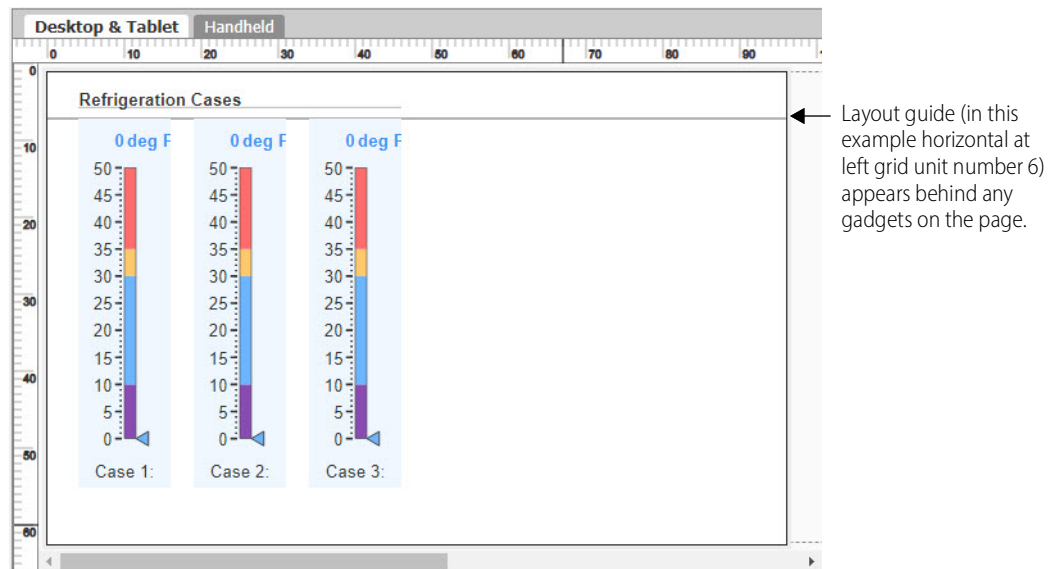 Desktop & Tablet Handheld
0 10 20 30 40 50 60 70 80 90
0
10
20
30
40
50
60
Refrigeration Cases
0 deg F 0 deg F 0 deg F
50 50 50
45 45 45
40 40 40
35 35 35
30 30 30
25 25 25
20 20 20
15 15 15
10 10 10
5 5 5
0 0 0
Case 1: Case 2: Case 3:
Layout guide (in this
example horizontal at
left grid unit number 6)
appears behind any
gadgets on the page.